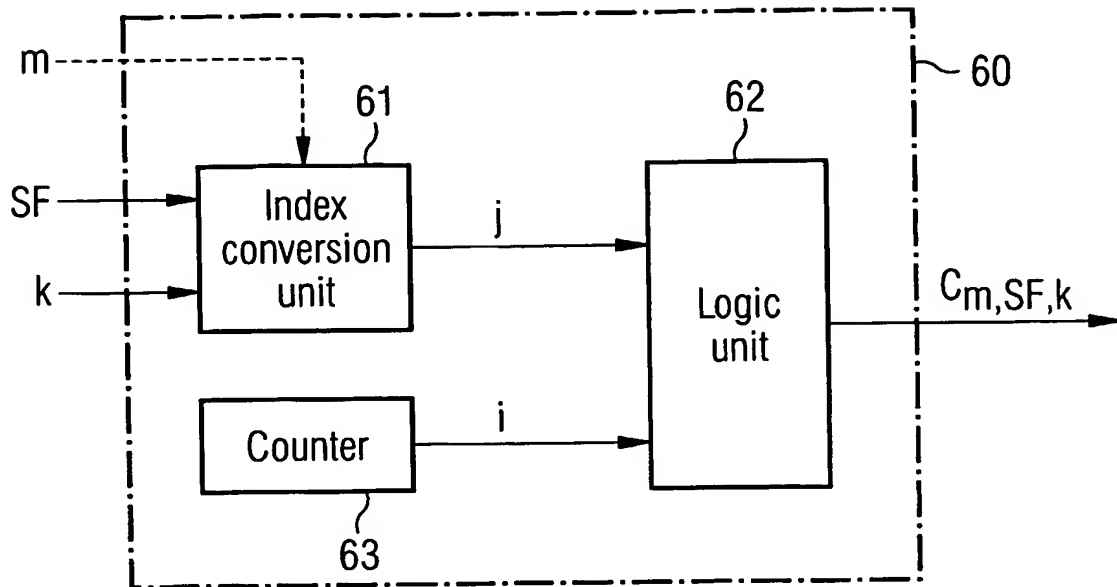 m
60
61
62
SF
Index
conversion
unit
j
k
Logic
unit
Cm,SF,k
Counter
i
63